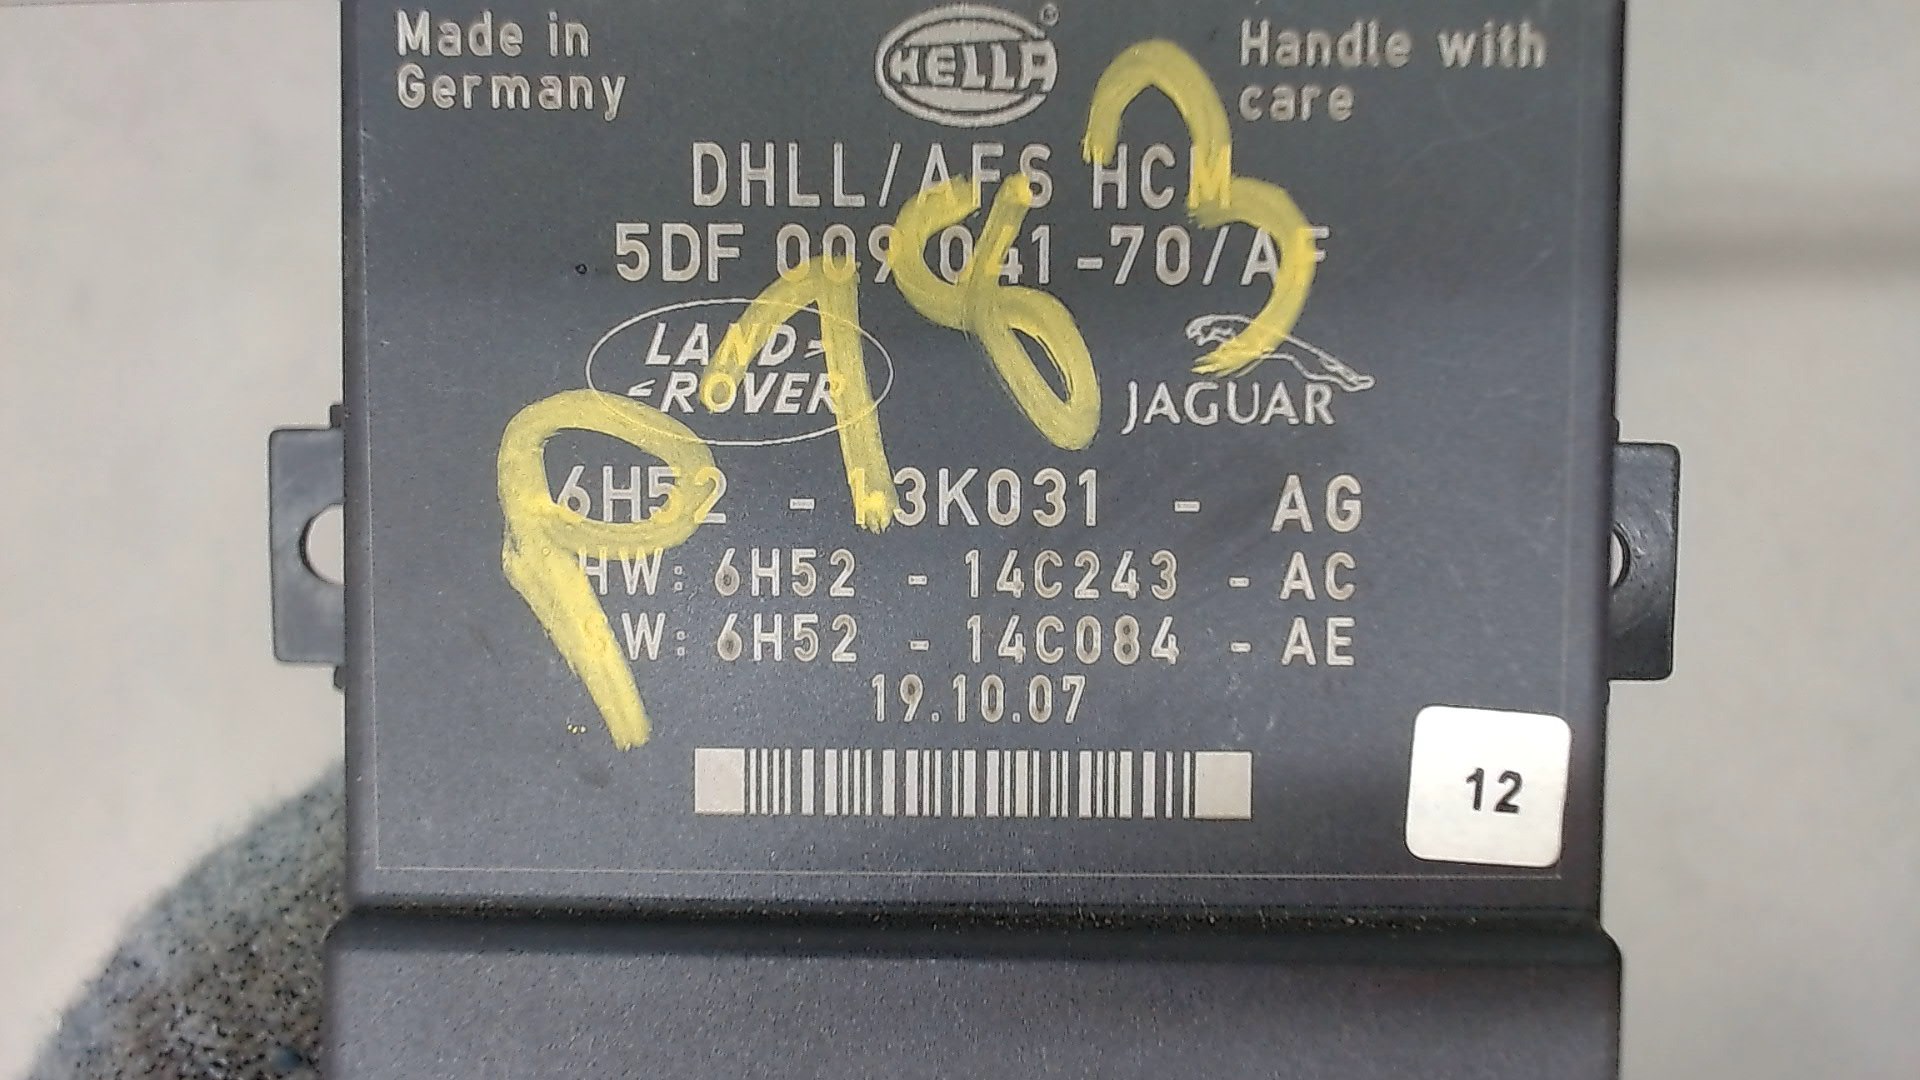 Made in
Germany
HELLA
®
Handle with
care
DHLL/AFS HCM
5DF 009 041-70/AF
LAND
ROVER
JAGUAR
P183
6H52 - 13K031 - AG
HW: 6H52 - 14C243 - AC
SW: 6H52 - 14C084 - AE
19.10.07
12